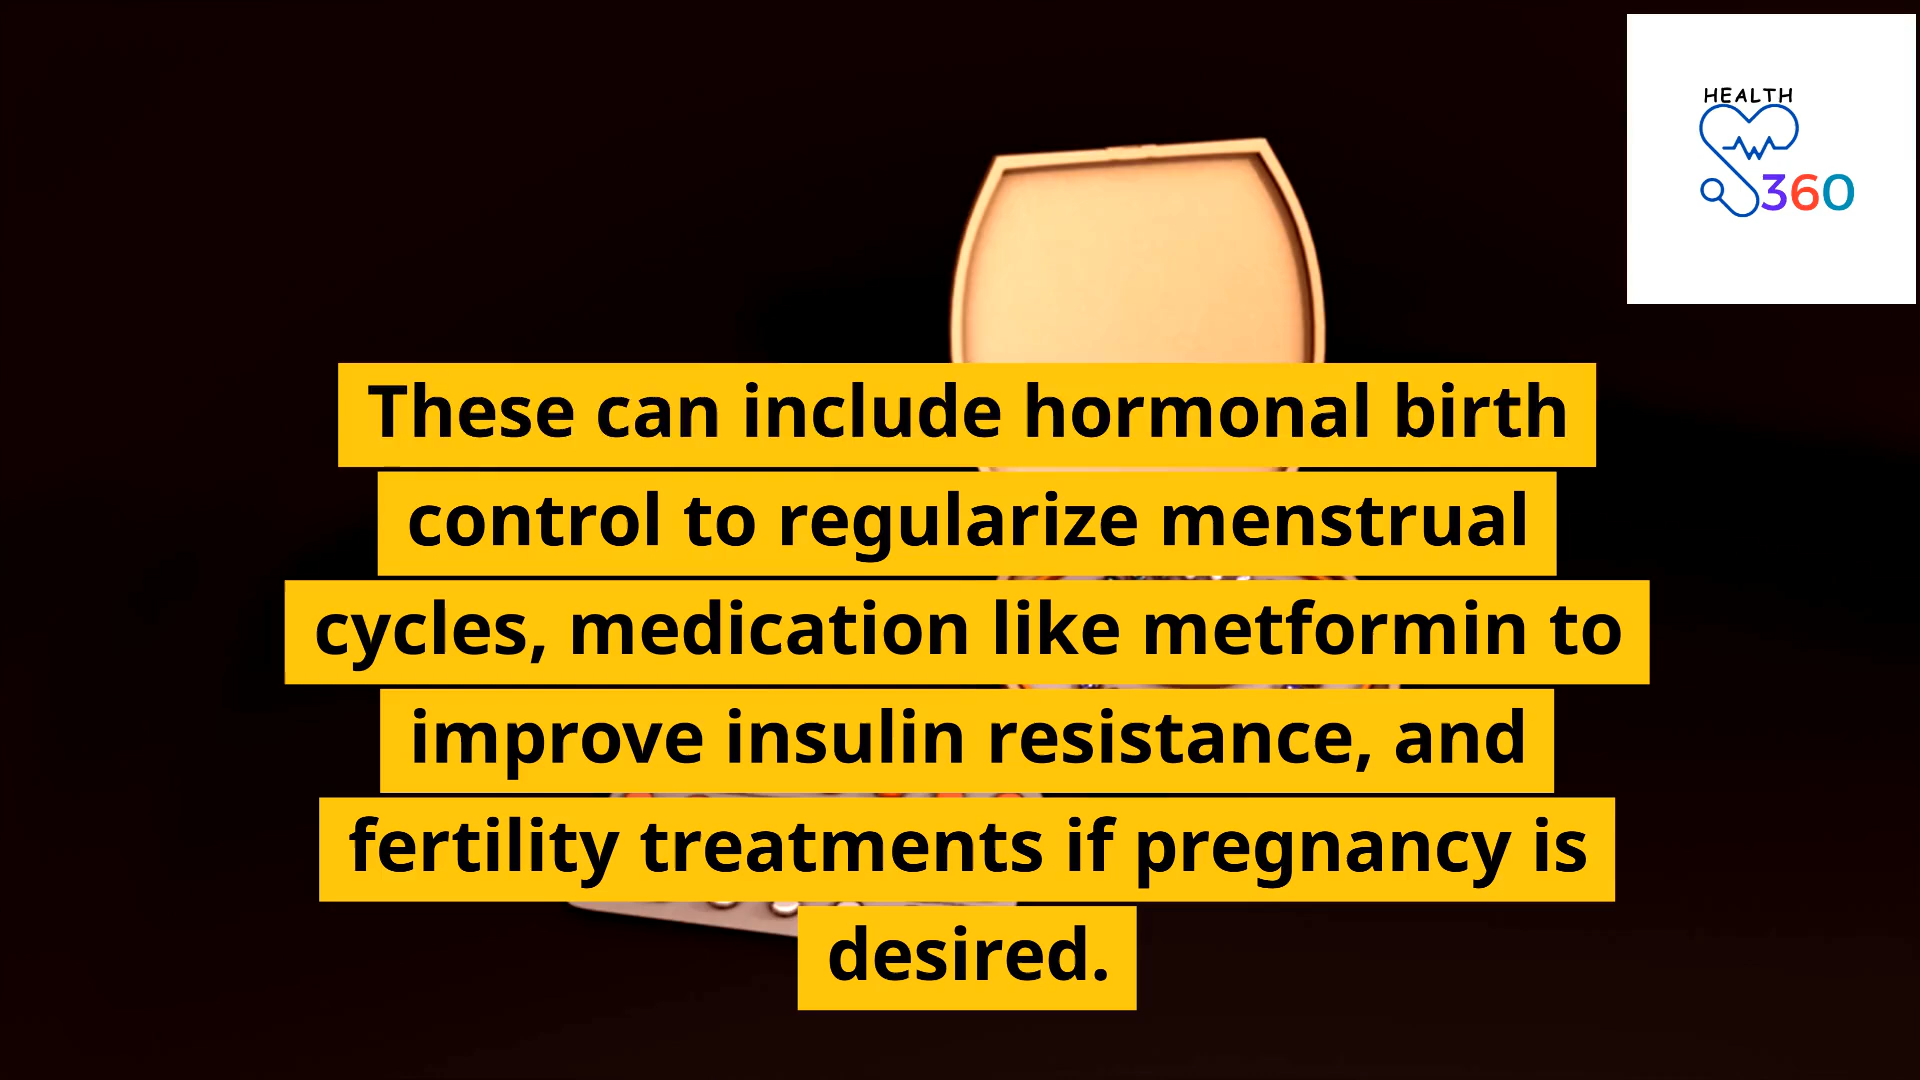 HEALTH
360
These can include hormonal birth
control to regularize menstrual
cycles, medication like metformin to
improve insulin resistance, and
fertility treatments if pregnancy is
desired.